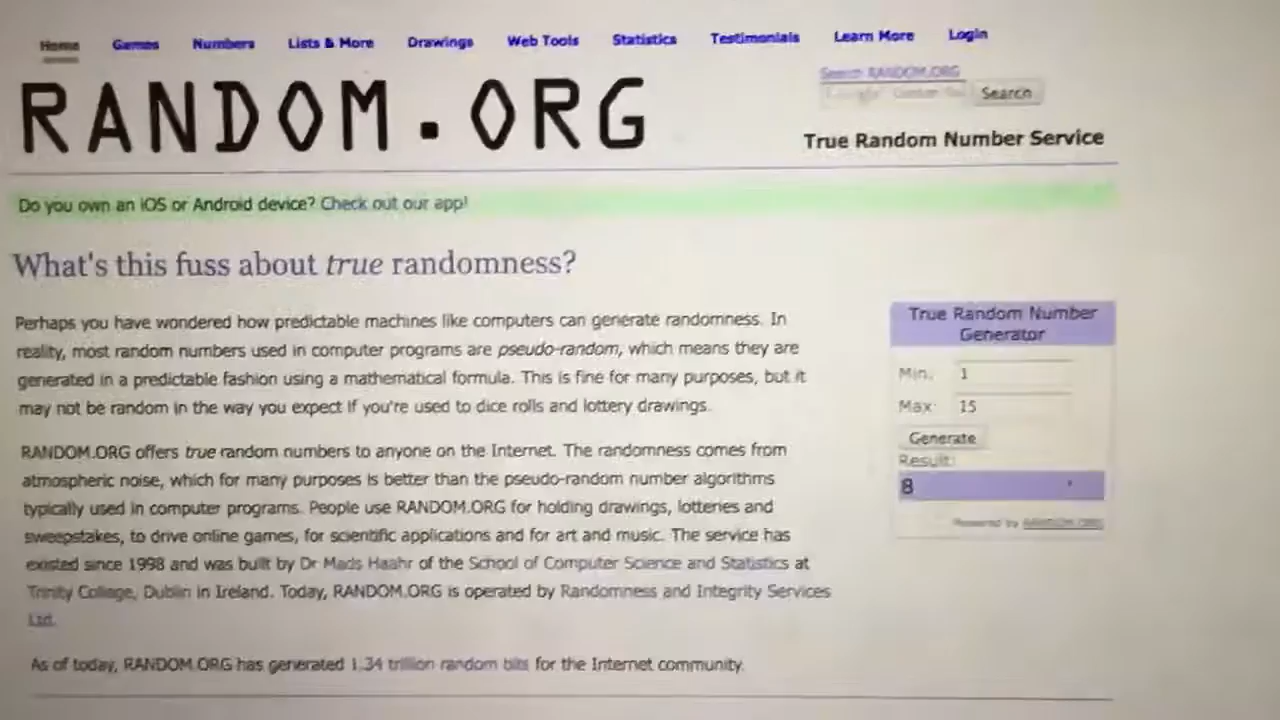 Home Games Numbers Lists & More Drawings Web Tools Statistics Testimonials Learn More Login
RANDOM.ORG
Search RANDOM.ORG
Search
True Random Number Service
Do you own an iOS or Android device? Check out our app!
What's this fuss about true randomness?
Perhaps you have wondered how predictable machines like computers can generate randomness. In
reality, most random numbers used in computer programs are pseudo-random, which means they are
generated in a predictable fashion using a mathematical formula. This is fine for many purposes, but it
may not be random in the way you expect if you're used to dice rolls and lottery drawings.
RANDOM.ORG offers true random numbers to anyone on the Internet. The randomness comes from
atmospheric noise, which for many purposes is better than the pseudo-random number algorithms
typically used in computer programs. People use RANDOM.ORG for holding drawings, lotteries and
sweepstakes, to drive online games, for scientific applications and for art and music. The service has
existed since 1998 and was built by Dr Mads Haahr of the School of Computer Science and Statistics at
Trinity College, Dublin in Ireland. Today, RANDOM.ORG is operated by Randomness and Integrity Services
Ltd.
As of today, RANDOM.ORG has generated 1.34 trillion random bits for the Internet community.
True Random Number
Generator
Min: 1
Max: 15
Generate
Result:
8
Powered by RANDOM.ORG